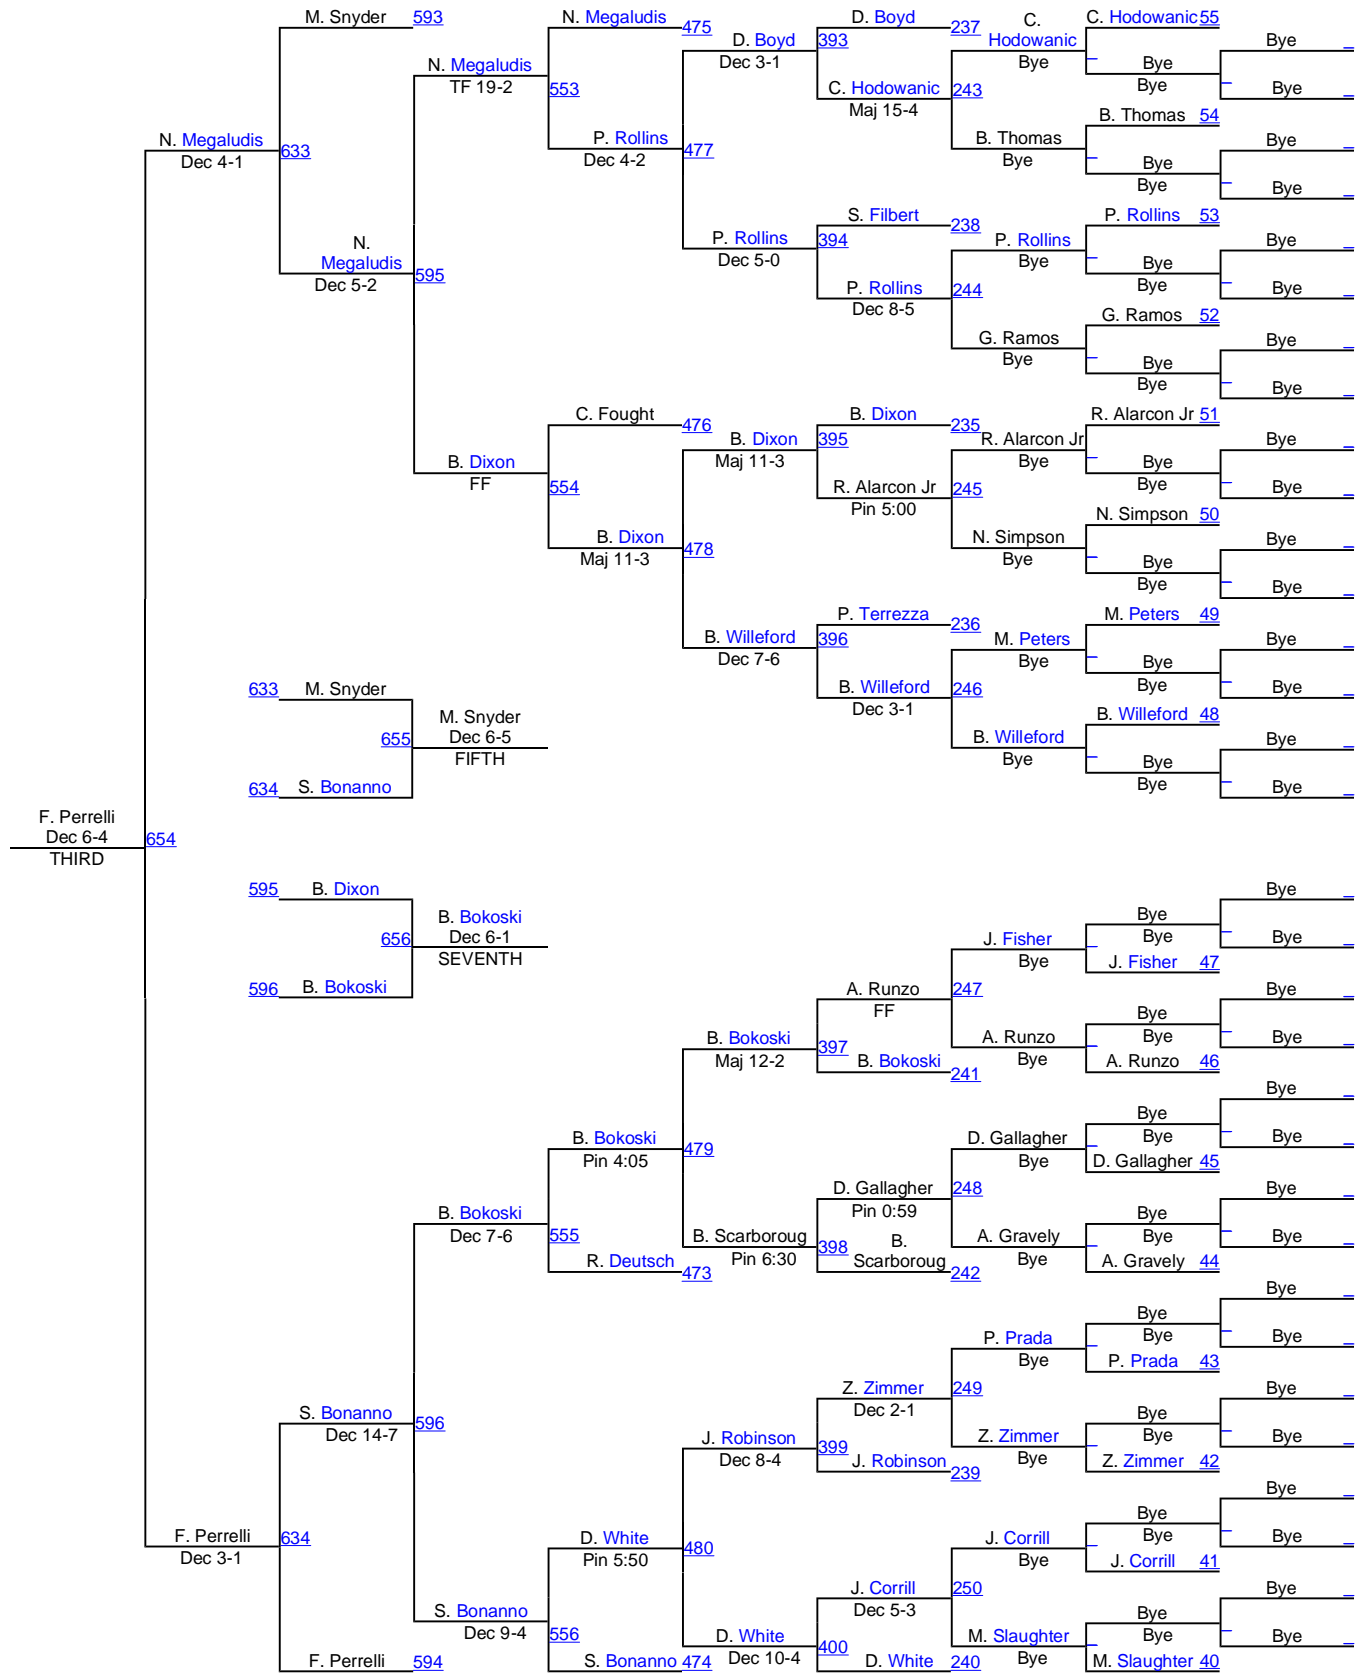 M. Snyder 593
N. Megaludis
D. Boyd
C.
Hodowanic
C. Hodowanic 55
475
D. Boyd
393
237
Bye
Dec 3-1
Bye
Bye
Bye
Bye
N. Megaludis
TF 19-2
553
C. Hodowanic
243
Maj 15-4
B. Thomas 54
N. Megaludis
Dec 4-1
633
P. Rollins
Dec 4-2
477
B. Thomas
Bye
Bye
Bye
Bye
Bye
S. Filbert
238
P. Rollins 53
N.
Megaludis
Dec 5-2
595
P. Rollins
Dec 5-0
394
P. Rollins
Bye
Bye
Bye
Bye
Bye
P. Rollins
Dec 8-5
244
G. Ramos 52
G. Ramos
Bye
Bye
Bye
Bye
Bye
C. Fought
476
B. Dixon
235
R. Alarcon Jr 51
B. Dixon
Maj 11-3
395
R. Alarcon Jr
Bye
Bye
Bye
Bye
Bye
B. Dixon
FF
554
R. Alarcon Jr
Pin 5:00
245
N. Simpson 50
B. Dixon
Maj 11-3
478
N. Simpson
Bye
Bye
Bye
Bye
Bye
P. Terrezza
236
M. Peters 49
B. Willeford
Dec 7-6
396
M. Peters
Bye
Bye
Bye
Bye
Bye
633 M. Snyder
B. Willeford
Dec 3-1
246
B. Willeford 48
M. Snyder
655 Dec 6-5
FIFTH
B. Willeford
Bye
Bye
Bye
Bye
Bye
634 S. Bonanno
F. Perrelli
Dec 6-4
THIRD
654
595 B. Dixon
Bye
B. Bokoski
656 Dec 6-1
SEVENTH
J. Fisher
Bye
Bye
Bye
Bye
J. Fisher 47
596 B. Bokoski
A. Runzo
FF
247
Bye
B. Bokoski
Maj 12-2
397
A. Runzo
Bye
Bye
Bye
Bye
B. Bokoski
241
A. Runzo 46
Bye
B. Bokoski
Pin 4:05
479
D. Gallagher
Bye
Bye
Bye
Bye
D. Gallagher 45
D. Gallagher
Pin 0:59
248
Bye
B. Bokoski
Dec 7-6
555
B. Scarboroug
Pin 6:30
398
B.
Scarboroug
242
A. Gravely
Bye
Bye
Bye
Bye
R. Deutsch
473
A. Gravely 44
Bye
P. Prada
Bye
Bye
Bye
Bye
P. Prada 43
S. Bonanno
Dec 14-7
596
Z. Zimmer
Dec 2-1
249
Bye
J. Robinson
Dec 8-4
399
Z. Zimmer
Bye
Bye
Bye
Bye
J. Robinson
239
Z. Zimmer 42
Bye
F. Perrelli
Dec 3-1
634
D. White
Pin 5:50
480
J. Corrill
Bye
Bye
Bye
Bye
J. Corrill 41
J. Corrill
Dec 5-3
250
Bye
S. Bonanno
Dec 9-4
556
D. White
Dec 10-4
400
M. Slaughter
Bye
Bye
Bye
Bye
F. Perrelli 594
S. Bonanno 474
D. White 240
M. Slaughter 40